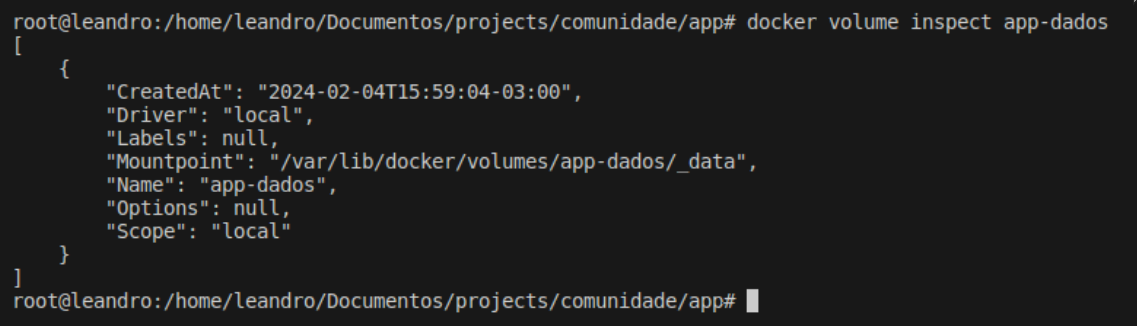 root@leandro:/home/leandro/Documentos/projects/comunidade/app# docker volume inspect app-dados
[
    {
        "CreatedAt": "2024-02-04T15:59:04-03:00",
        "Driver": "local",
        "Labels": null,
        "Mountpoint": "/var/lib/docker/volumes/app-dados/_data",
        "Name": "app-dados",
        "Options": null,
        "Scope": "local"
    }
]
root@leandro:/home/leandro/Documentos/projects/comunidade/app#